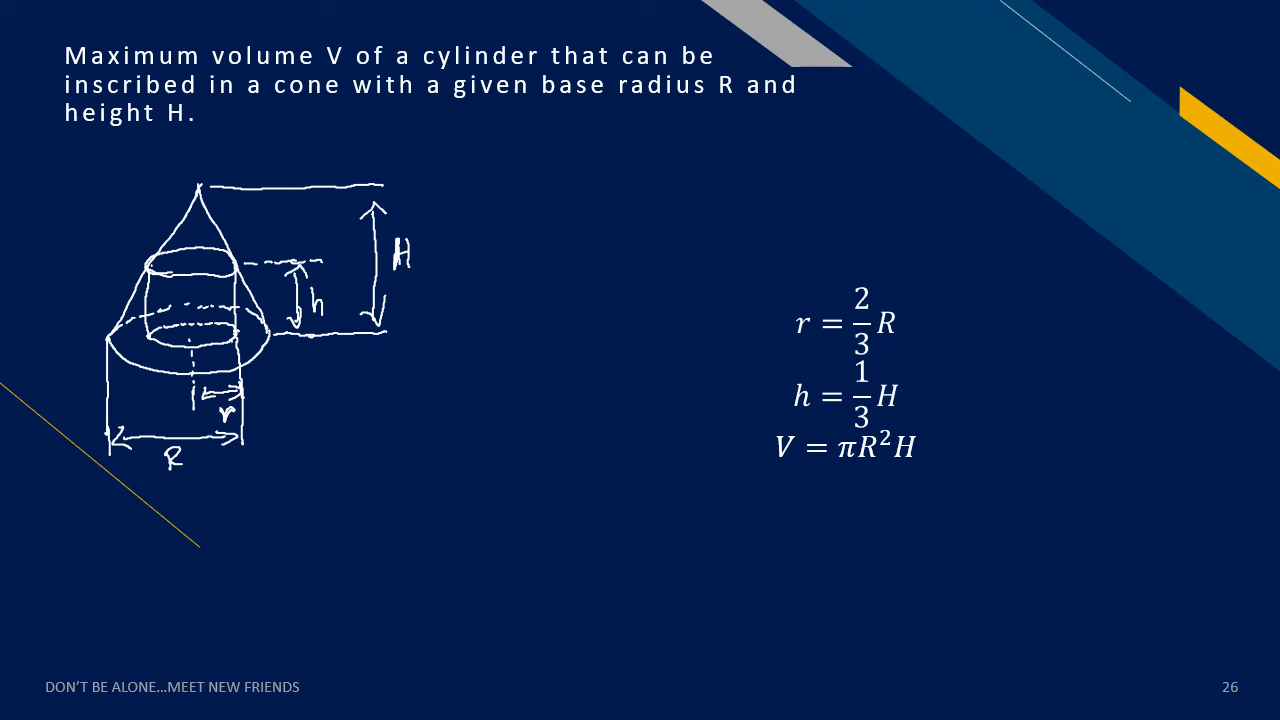 Maximum volume V of a cylinder that can be
inscribed in a cone with a given base radius R and
height H.
H
h
r
R
r = 2/3 R
h = 1/3 H
V = πR²H
DON'T BE ALONE…MEET NEW FRIENDS
26